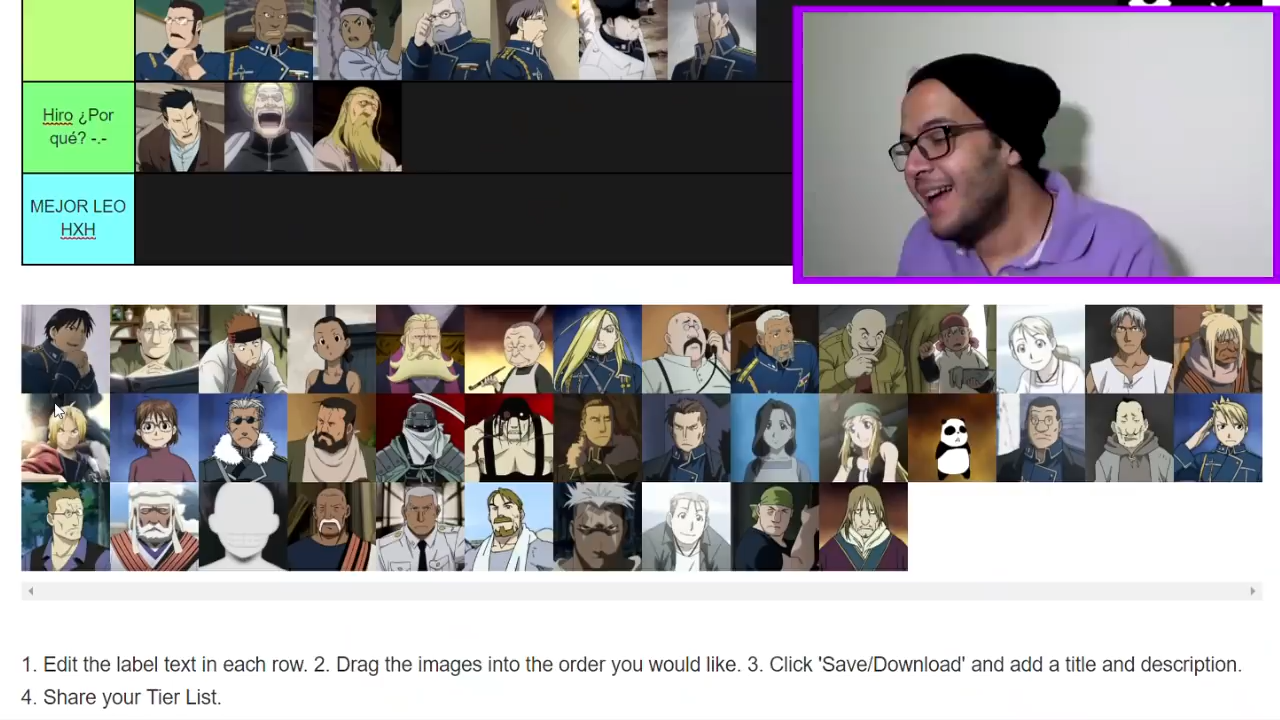 Hiro ¿Por
qué? -.-
MEJOR LEO
HXH
1. Edit the label text in each row. 2. Drag the images into the order you would like. 3. Click 'Save/Download' and add a title and description.
4. Share your Tier List.